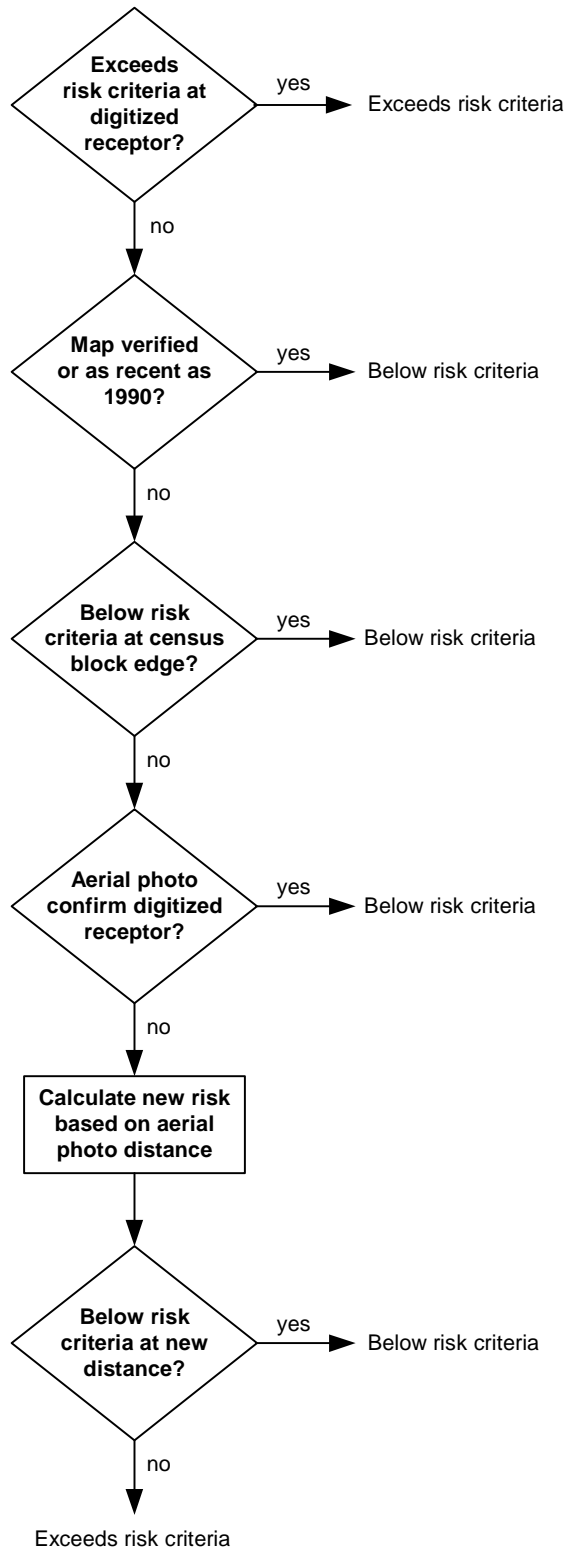 Exceeds
risk criteria at
digitized
receptor?
yes
Exceeds risk criteria
no
Map verified
or as recent as
1990?
yes
Below risk criteria
no
Below risk
criteria at census
block edge?
yes
Below risk criteria
no
Aerial photo
confirm digitized
receptor?
yes
Below risk criteria
no
Calculate new risk
based on aerial
photo distance
Below risk
criteria at new
distance?
yes
Below risk criteria
no
Exceeds risk criteria